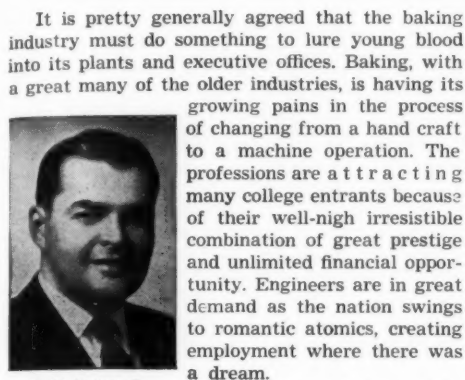 It is pretty generally agreed that the baking
industry must do something to lure young blood
into its plants and executive offices. Baking, with
a great many of the older industries, is having its
growing pains in the process
of changing from a hand craft
to a machine operation. The
professions are attracting
many college entrants because
of their well-nigh irresistible
combination of great prestige
and unlimited financial oppor-
tunity. Engineers are in great
demand as the nation swings
to romantic atomics, creating
employment where there was
a dream.